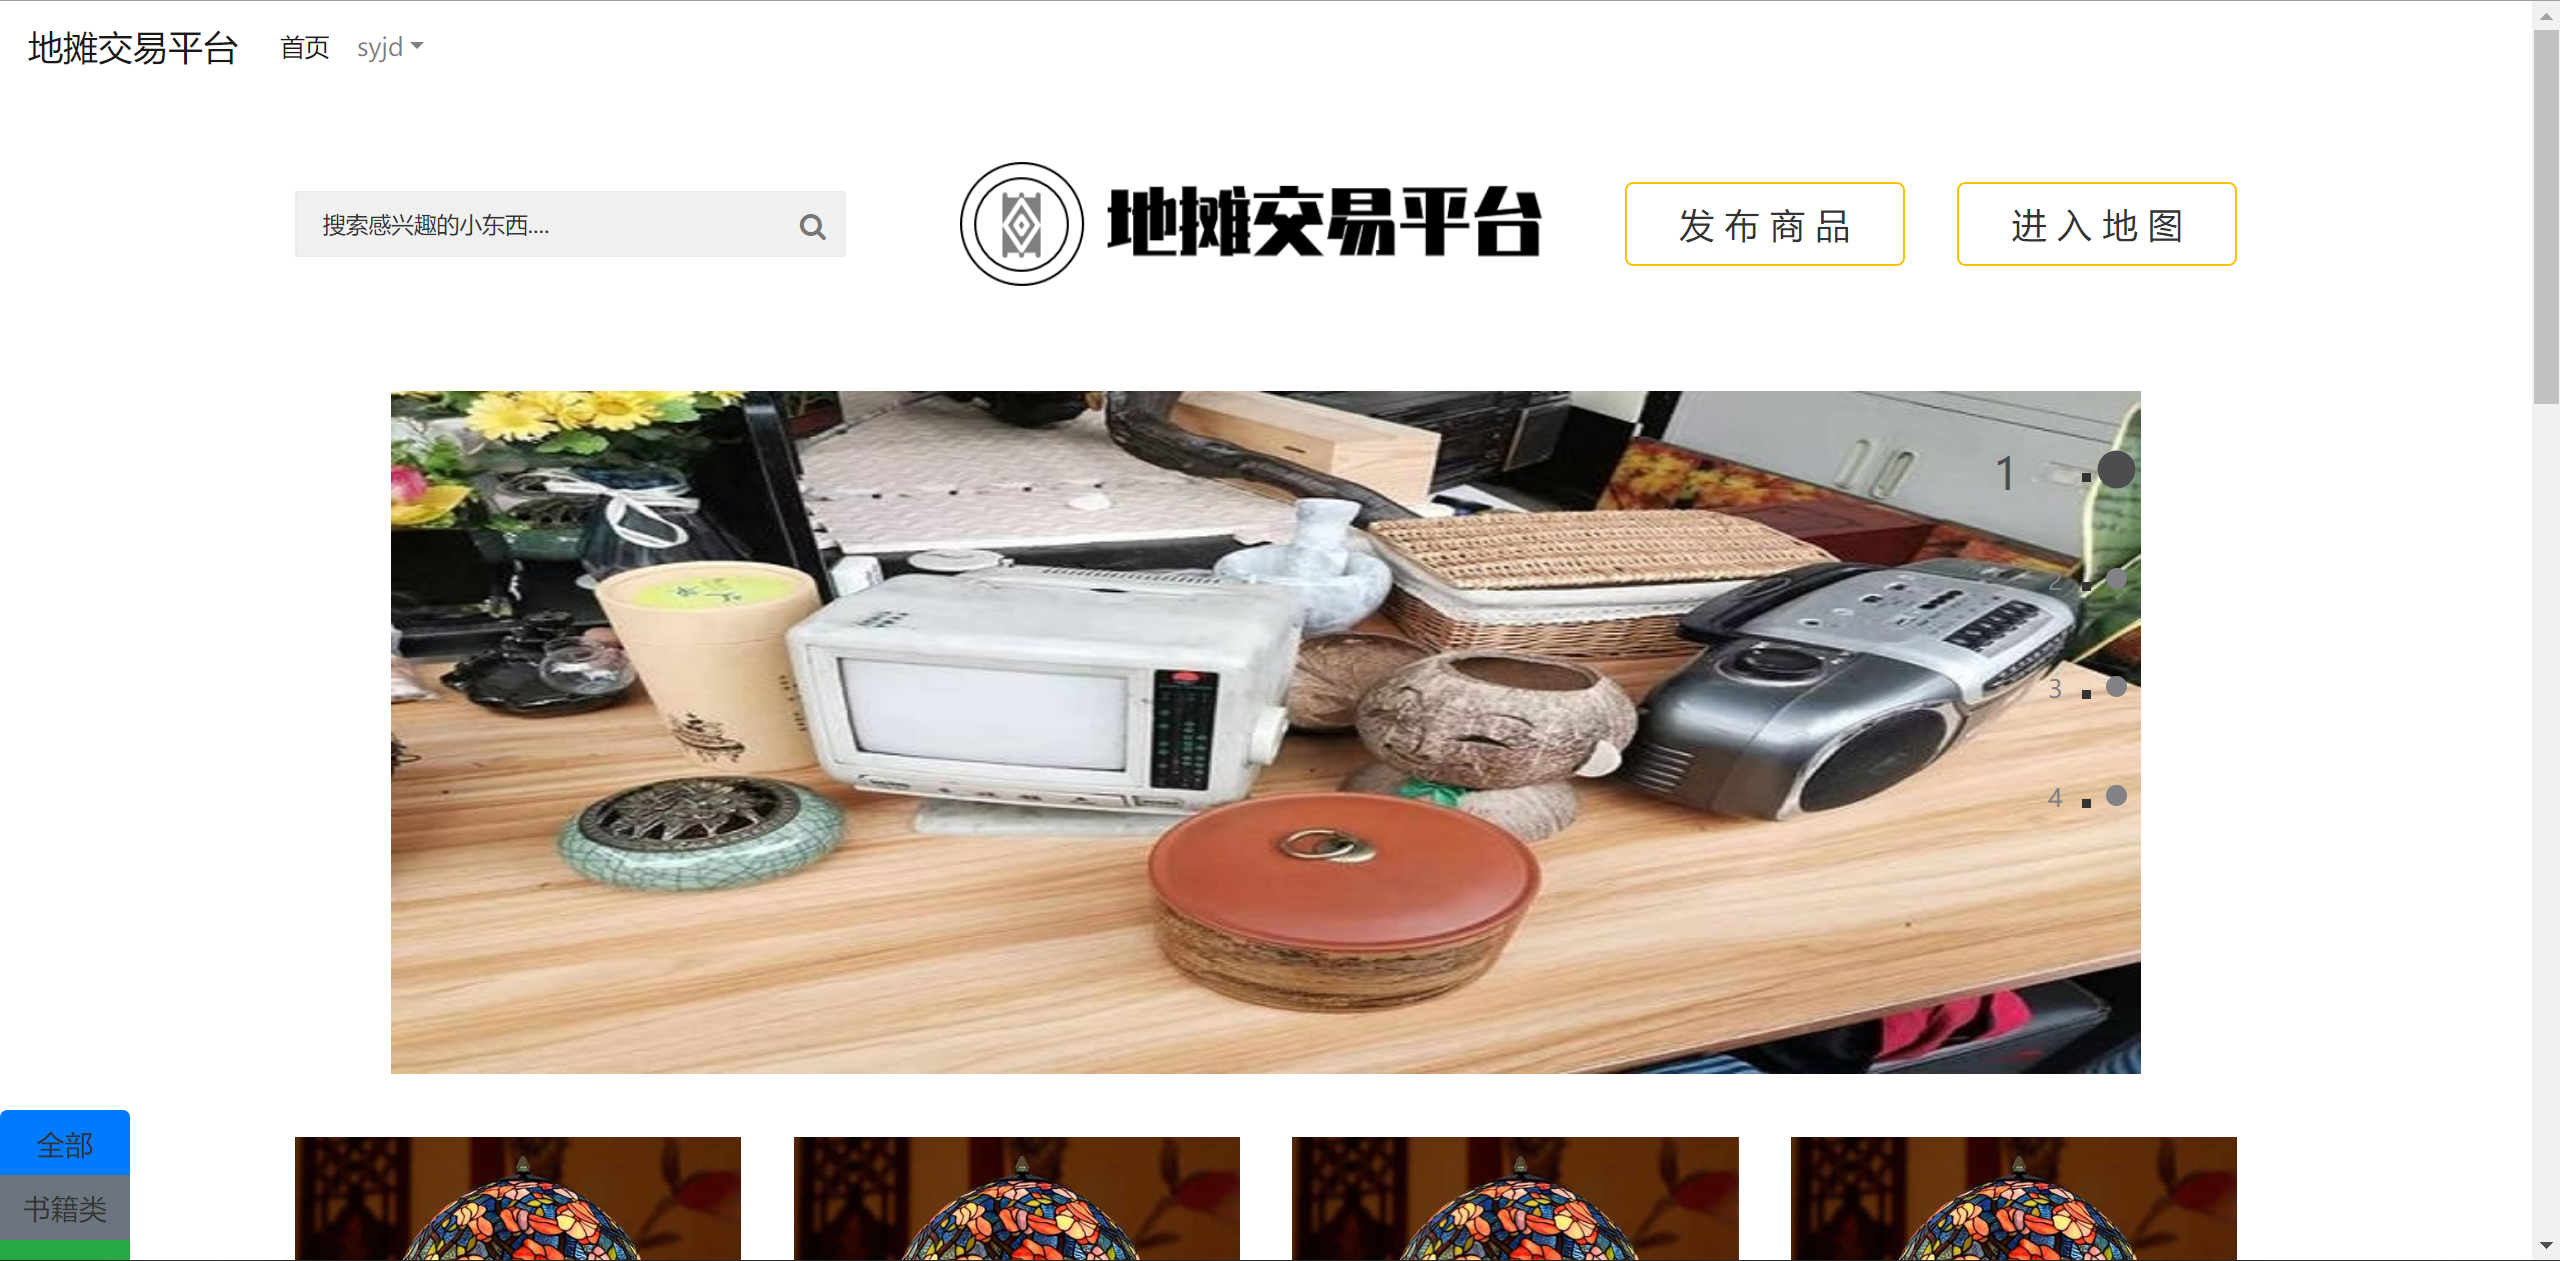 地摊交易平台 首页 syjd
搜索感兴趣的小东西....
地摊交易平台
发布商品
进入地图
1
2
3
4
全部
书籍类